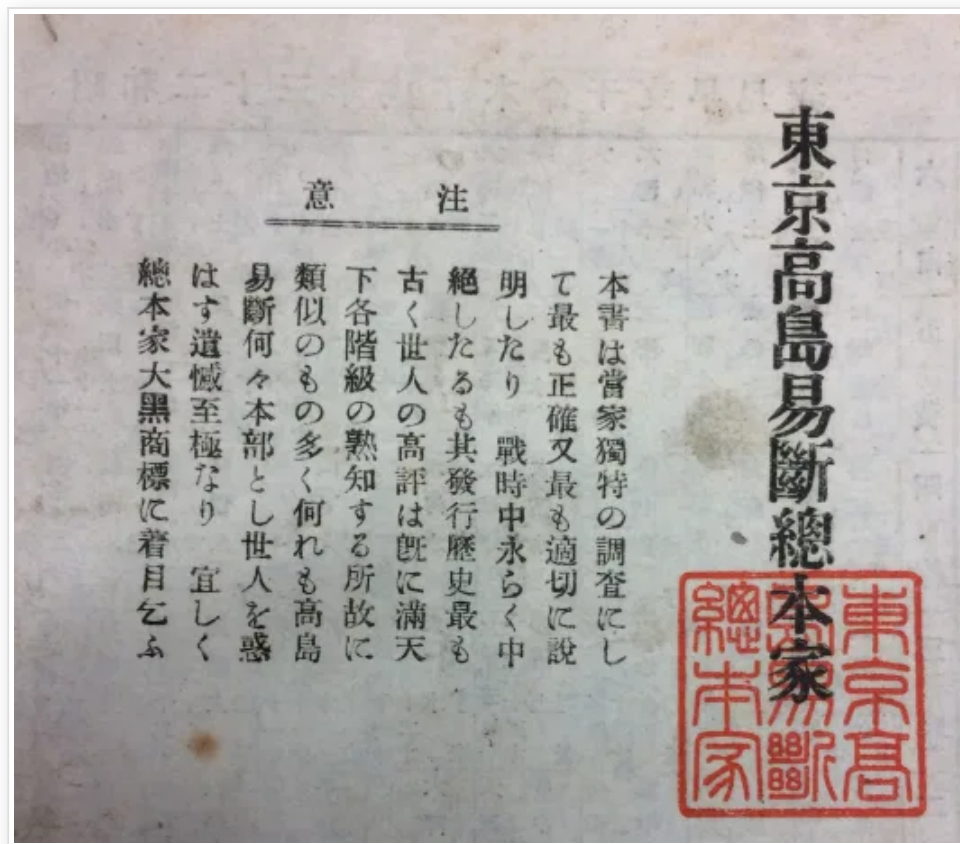 東京高島易斷總本家
注意
本書は當家獨特の調査にし
て最も正確又最も適切に說
明したり 戰時中永らく中
絕したるも其發行歷史最も
古く世人の高評は旣に滿天
下各階級の熟知する所故に
類似のもの多く何れも高島
易斷何々本部とし世人を惑
はす遺憾至極なり 宜しく
總本家大黑商標に着目乞ふ
東京高
島易斷
總本家